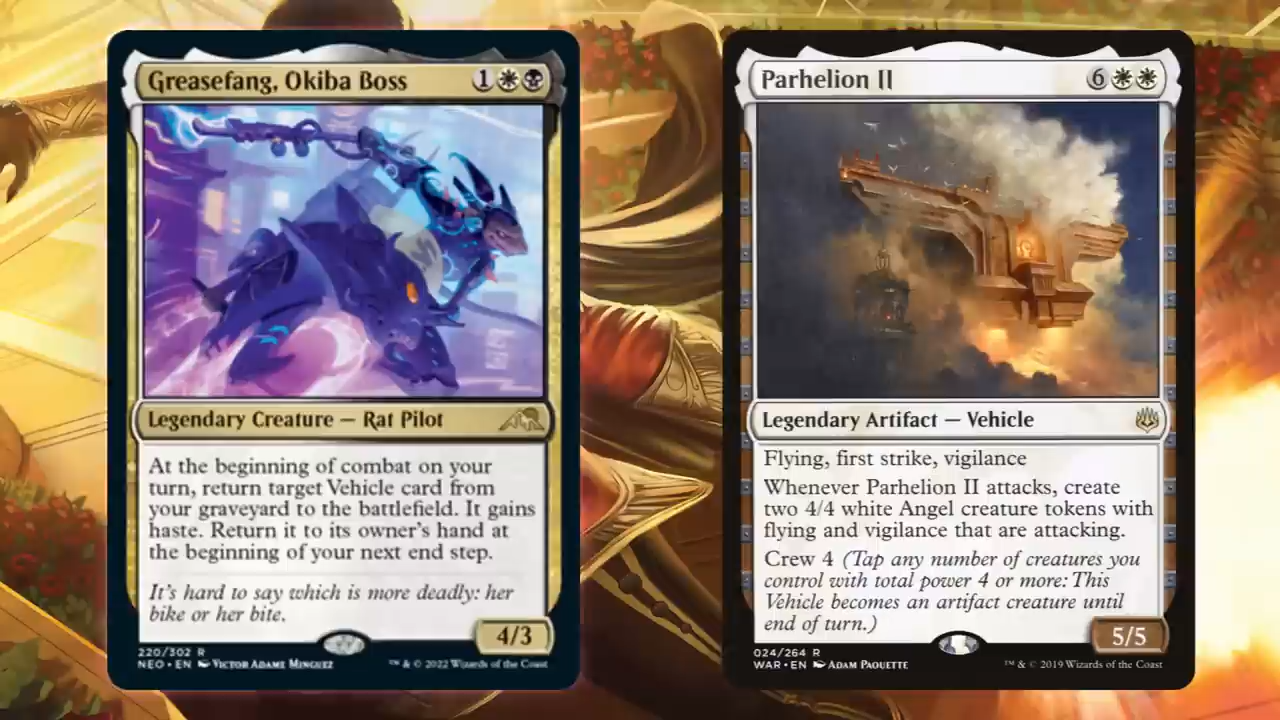 Greasefang, Okiba Boss
1
Legendary Creature — Rat Pilot
At the beginning of combat on your
turn, return target Vehicle card from
your graveyard to the battlefield. It gains
haste. Return it to its owner's hand at
the beginning of your next end step.
It's hard to say which is more deadly: her
bike or her bite.
4/3
220/302 R
NEO • EN Victor Adame Minguez
™ & © 2022 Wizards of the Coast
Parhelion II
6
Legendary Artifact — Vehicle
Flying, first strike, vigilance
Whenever Parhelion II attacks, create
two 4/4 white Angel creature tokens with
flying and vigilance that are attacking.
Crew 4 (Tap any number of creatures you
control with total power 4 or more: This
Vehicle becomes an artifact creature until
end of turn.)
5/5
024/264 R
WAR • EN Adam Paquette
™ & © 2019 Wizards of the Coast